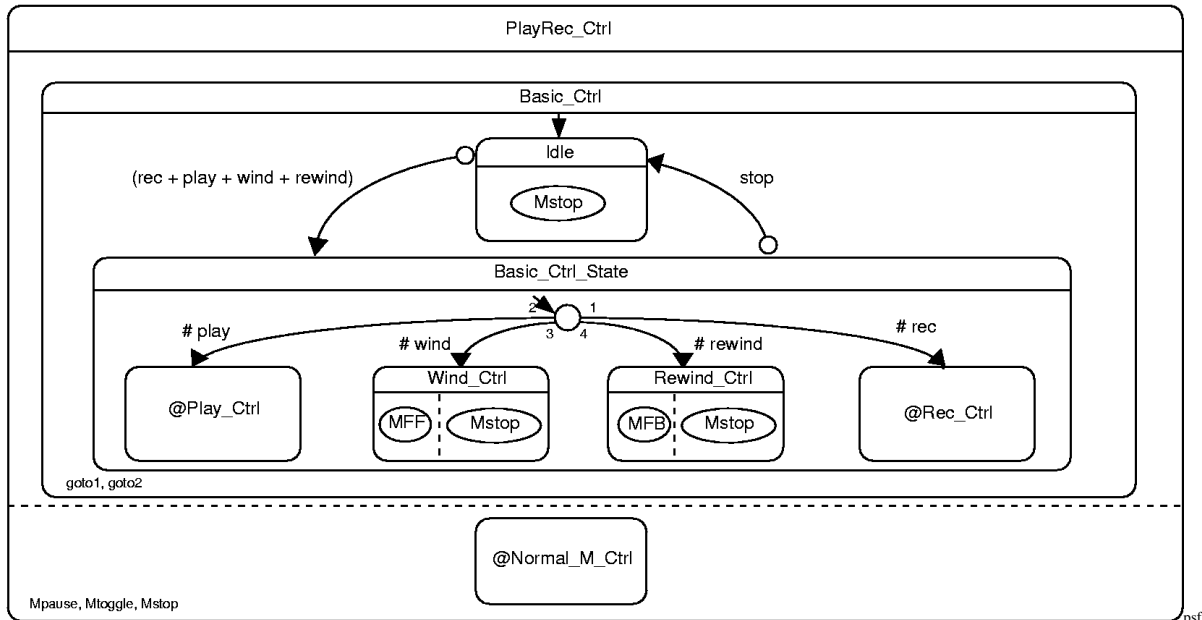 PlayRec_Ctrl
Basic_Ctrl
Idle
(rec + play + wind + rewind)
stop
Mstop
Basic_Ctrl_State
2 1
# play
# wind
3 4
# rewind
# rec
Wind_Ctrl
Rewind_Ctrl
@Play_Ctrl
MFF
Mstop
MFB
Mstop
@Rec_Ctrl
goto1, goto2
@Normal_M_Ctrl
Mpause, Mtoggle, Mstop
psf